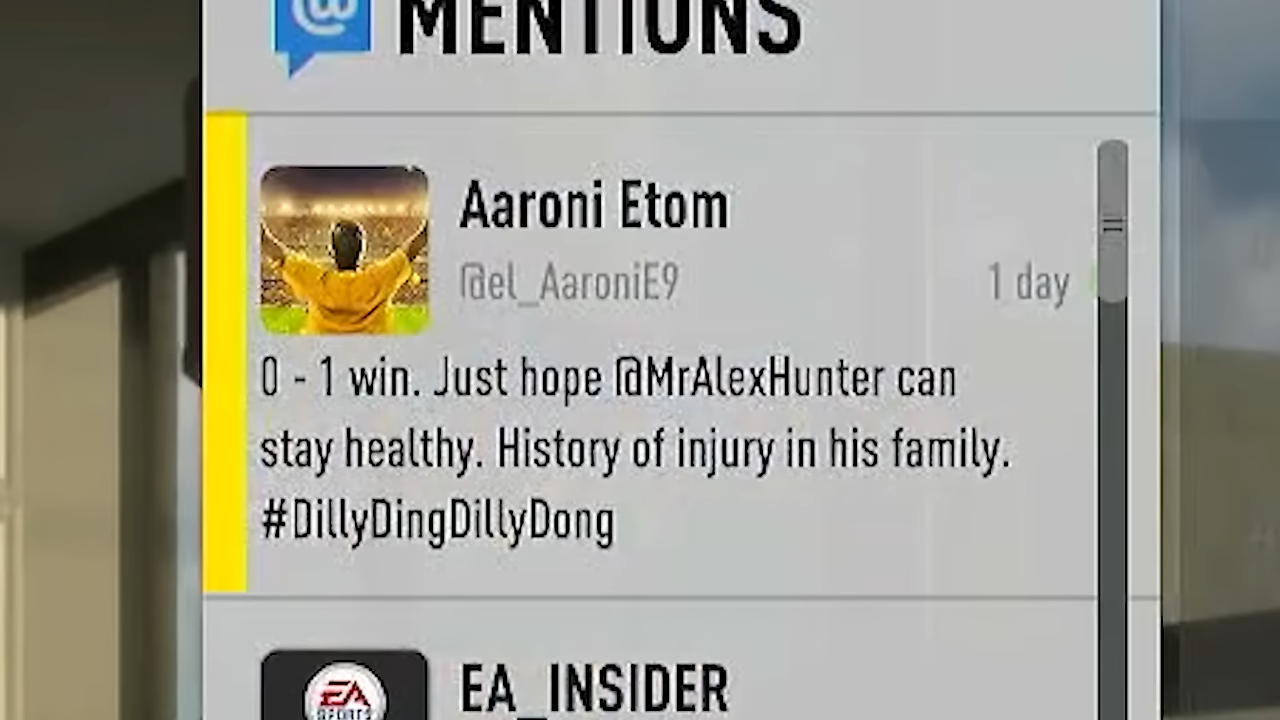 @
MENTIONS
Aaroni Etom
@el_AaroniE9
1 day
0 - 1 win. Just hope @MrAlexHunter can
stay healthy. History of injury in his family.
#DillyDingDillyDong
EA_INSIDER
EA
SPORTS